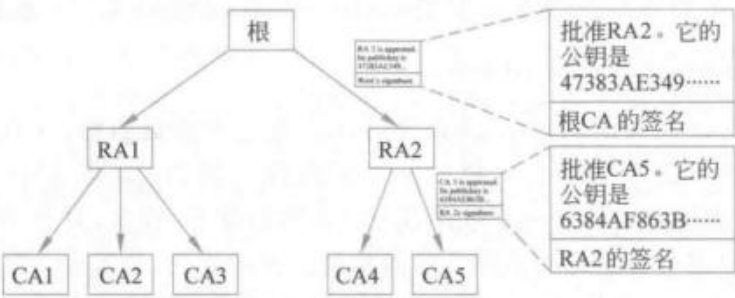 根
批准RA2。它的
公钥是
47383AE349……
根CA的签名
RA1
RA2
批准CA5。它的
公钥是
6384AF863B……
RA2的签名
CA1
CA2
CA3
CA4
CA5